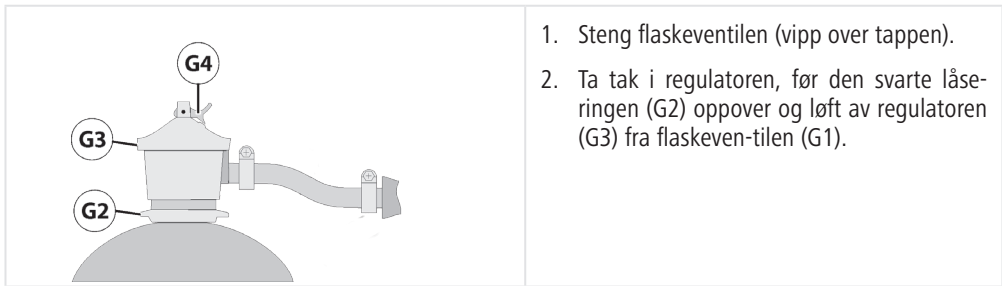 G4
G3
G2
1. Steng flaskeventilen (vipp over tappen).
2. Ta tak i regulatoren, før den svarte låse-
ringen (G2) oppover og løft av regulatoren
(G3) fra flaskeven-tilen (G1).